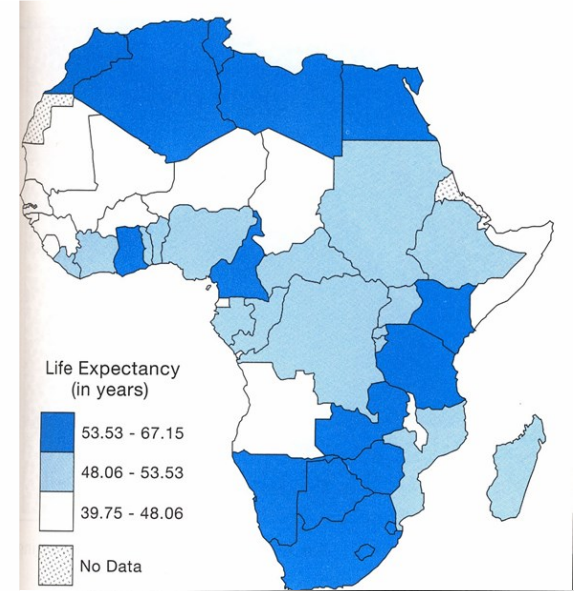 Life Expectancy
(in years)
53.53 - 67.15
48.06 - 53.53
39.75 - 48.06
No Data